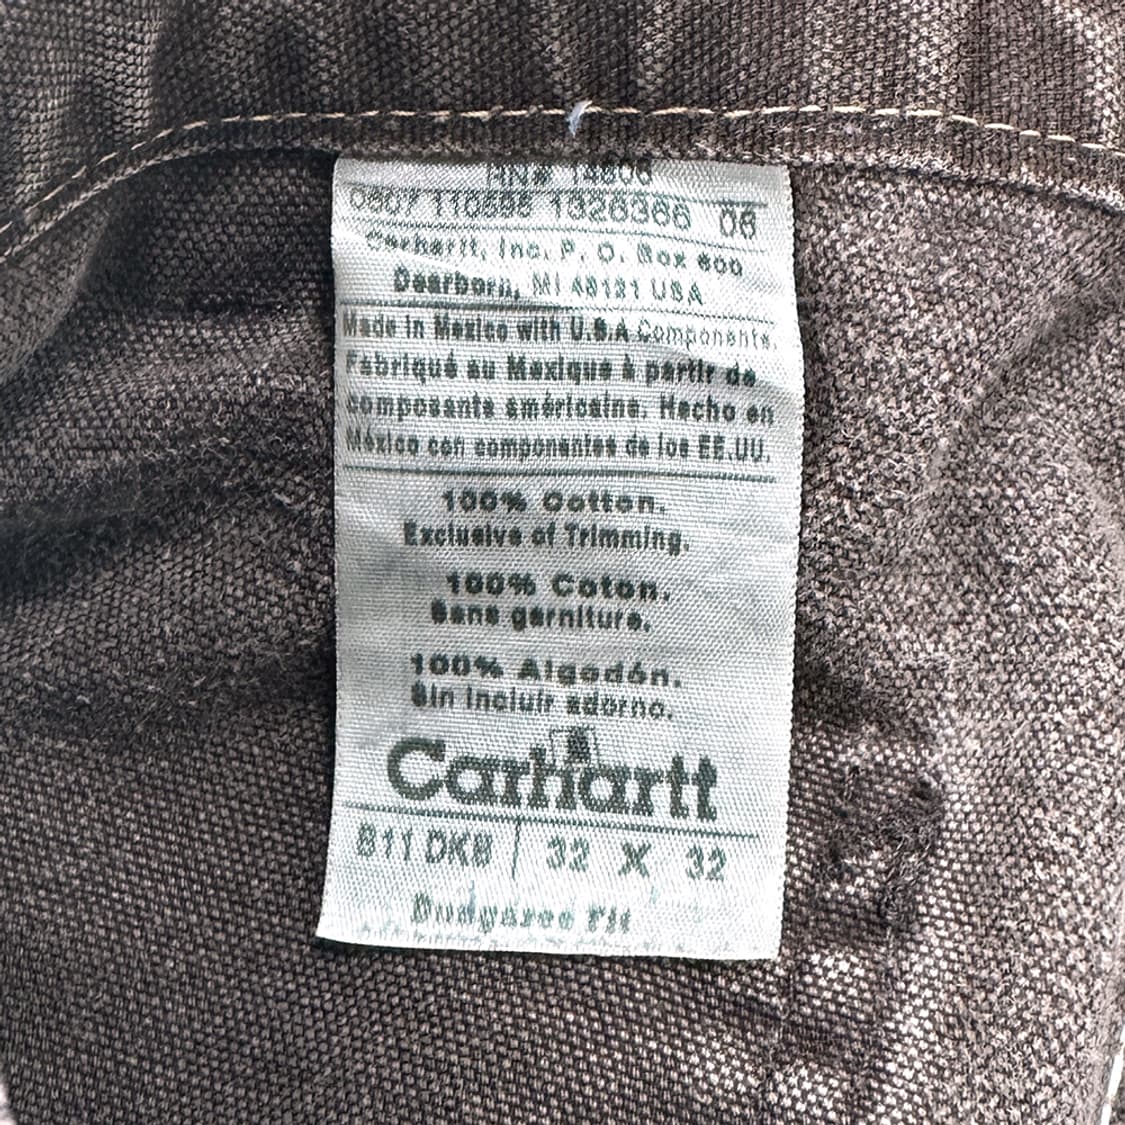 RN# 14806
0607 110595 1326366 06
Carhartt, Inc. P. O. Box 600
Dearborn, MI 48121 USA
Made in Mexico with U.S.A Components.
Fabriqué au Mexique à partir de
composants américains. Hecho en
México con componentes de los EE.UU.
100% Cotton.
Exclusive of Trimming.
100% Coton.
Sans garniture.
100% Algodón.
Sin incluir adorno.
Carhartt
B11 DKB 32 X 32
Dungaree Fit